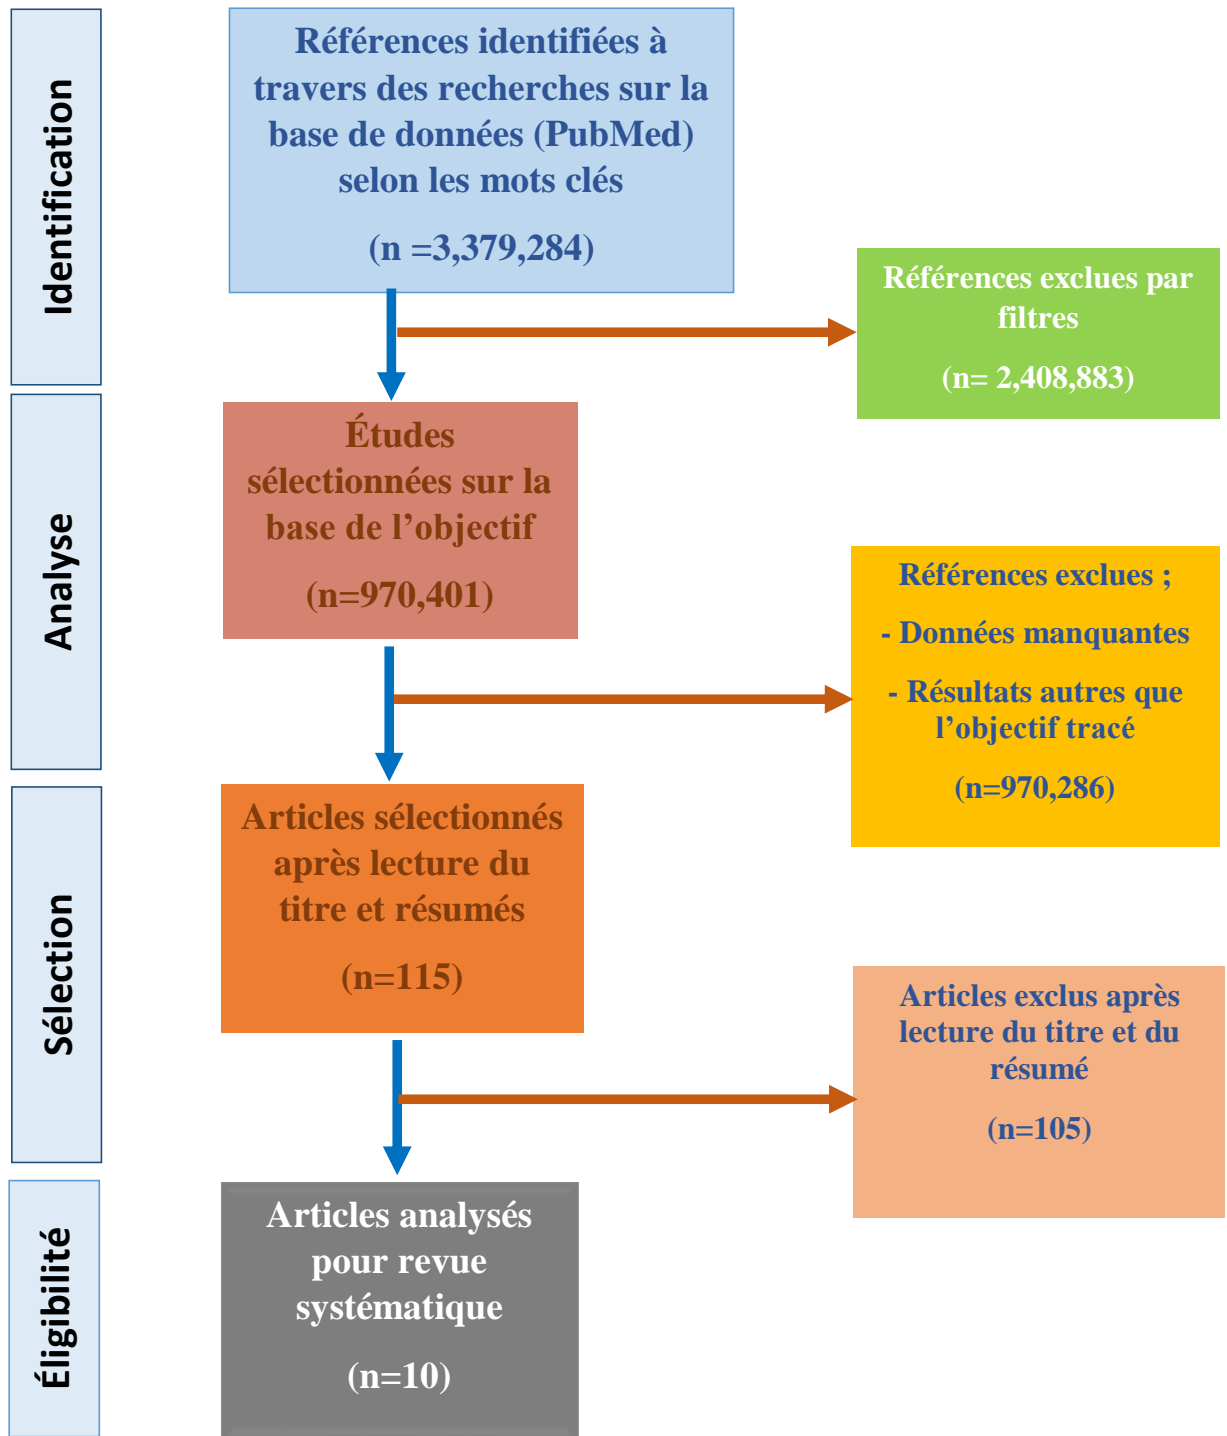 Identification
Références identifiées à
travers des recherches sur la
base de données (PubMed)
selon les mots clés
(n =3,379,284)
Références exclues par
filtres
(n= 2,408,883)
Analyse
Études
sélectionnées sur la
base de l’objectif
(n=970,401)
Références exclues ;
- Données manquantes
- Résultats autres que
l’objectif tracé
(n=970,286)
Sélection
Articles sélectionnés
après lecture du
titre et résumés
(n=115)
Articles exclus après
lecture du titre et du
résumé
(n=105)
Éligibilité
Articles analysés
pour revue
systématique
(n=10)